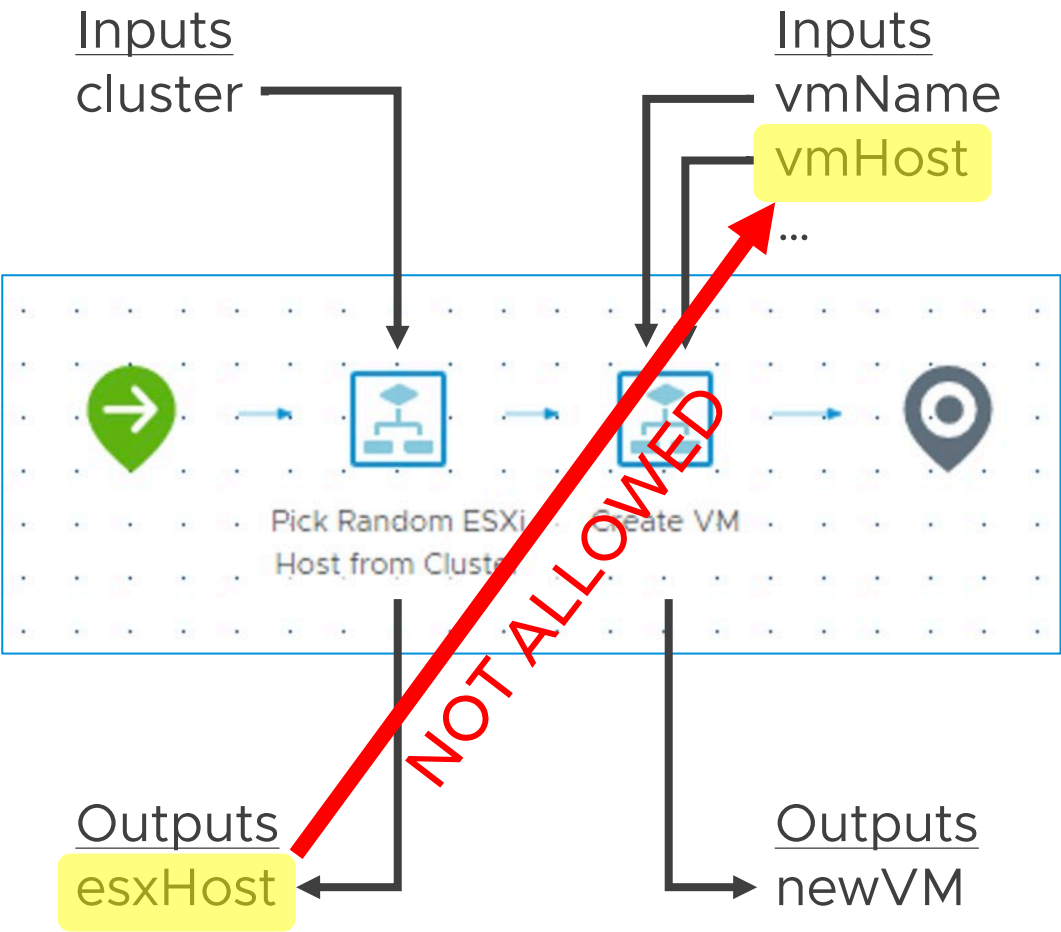 Inputs
cluster
Inputs
vmName
vmHost
...
Pick Random ESXi
Host from Cluster
Create VM
NOT ALLOWED
Outputs
esxHost
Outputs
newVM